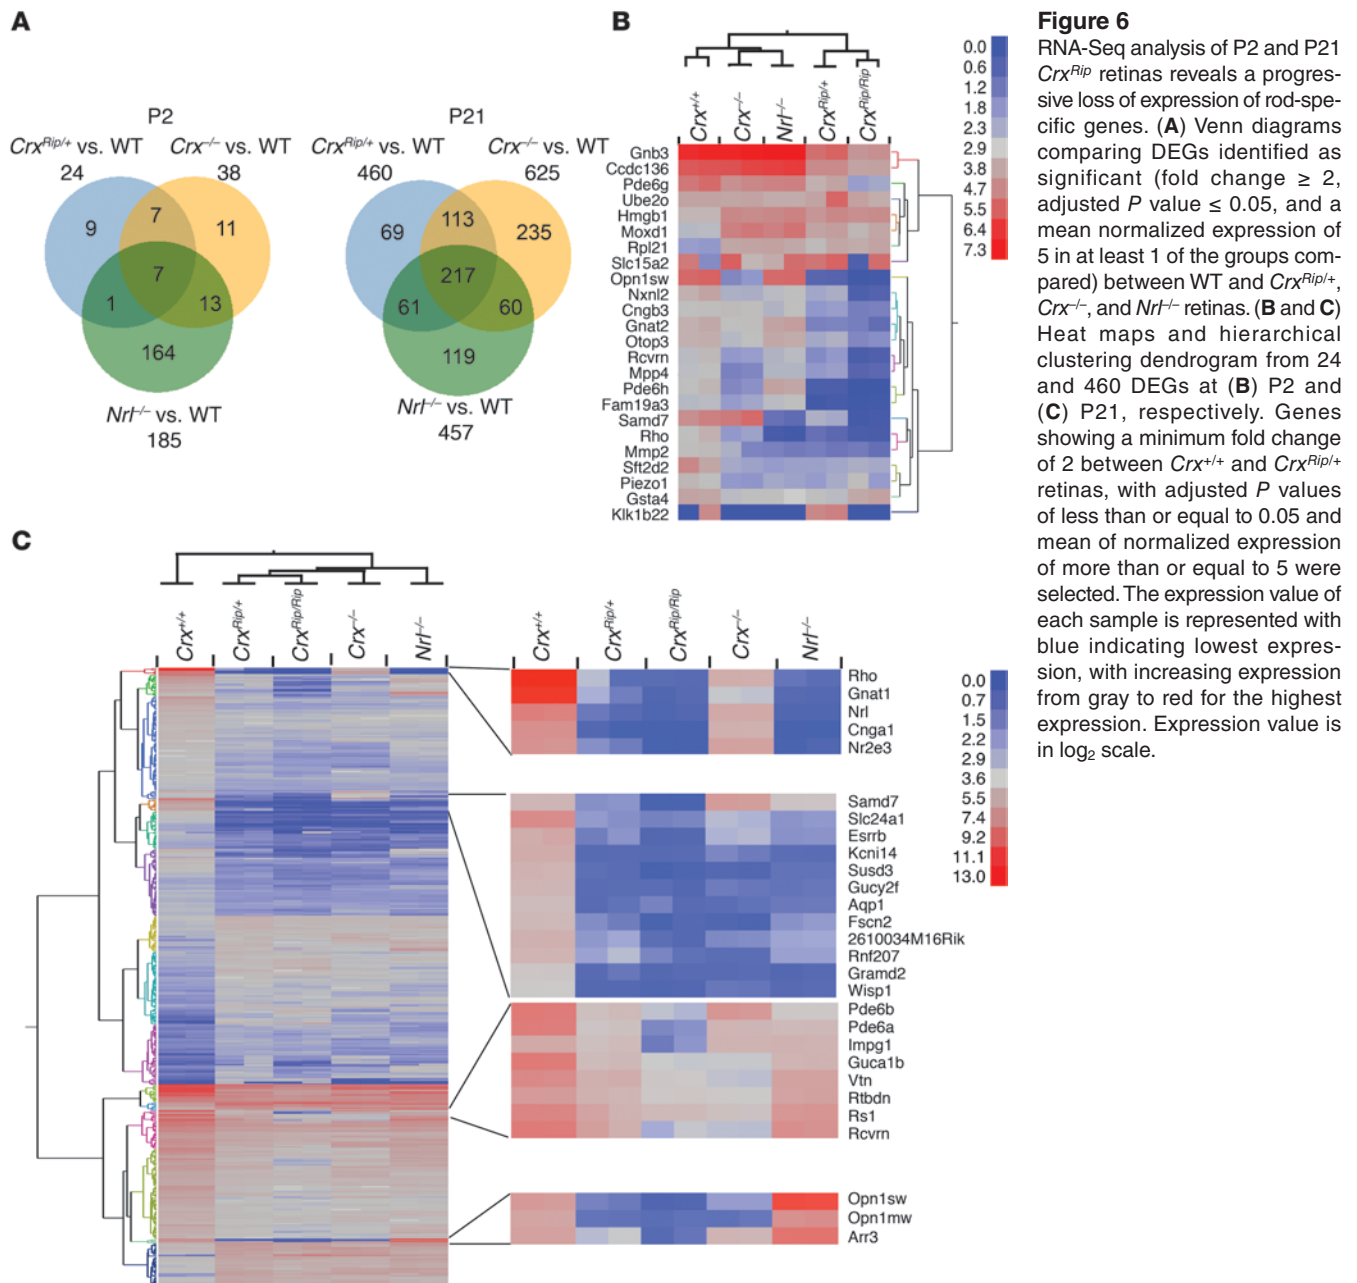 A
P2
Crx^Rip/+ vs. WT
Crx^–/– vs. WT
24
38
9
7
11
7
1
13
164
Nrl^–/– vs. WT
185
P21
Crx^Rip/+ vs. WT
Crx^–/– vs. WT
460
625
69
113
235
217
61
60
119
Nrl^–/– vs. WT
457
B
Crx^+/+
Crx^–/–
Nrl^–/–
Crx^Rip/+
Crx^Rip/Rip
Gnb3
Ccdc136
Pde6g
Ube2o
Hmgb1
Moxd1
Rpl21
Slc15a2
Opn1sw
Nxnl2
Cngb3
Gnat2
Otop3
Rcvrn
Mpp4
Pde6h
Fam19a3
Samd7
Rho
Mmp2
Sft2d2
Piezo1
Gsta4
Klk1b22
0.0
0.6
1.2
1.8
2.3
2.9
3.8
4.7
5.5
6.4
7.3
Figure 6
RNA-Seq analysis of P2 and P21
Crx^Rip retinas reveals a progres-
sive loss of expression of rod-spe-
cific genes. (A) Venn diagrams
comparing DEGs identified as
significant (fold change ≥ 2,
adjusted P value ≤ 0.05, and a
mean normalized expression of
5 in at least 1 of the groups com-
pared) between WT and Crx^Rip/+,
Crx^–/–, and Nrl^–/– retinas. (B and C)
Heat maps and hierarchical
clustering dendrogram from 24
and 460 DEGs at (B) P2 and
(C) P21, respectively. Genes
showing a minimum fold change
of 2 between Crx^+/+ and Crx^Rip/+
retinas, with adjusted P values
of less than or equal to 0.05 and
mean of normalized expression
of more than or equal to 5 were
selected. The expression value of
each sample is represented with
blue indicating lowest expres-
sion, with increasing expression
from gray to red for the highest
expression. Expression value is
in log₂ scale.
C
Crx^+/+
Crx^Rip/+
Crx^Rip/Rip
Crx^–/–
Nrl^–/–
Crx^+/+
Crx^Rip/+
Crx^Rip/Rip
Crx^–/–
Nrl^–/–
Rho
Gnat1
Nrl
Cnga1
Nr2e3
Samd7
Slc24a1
Esrrb
Kcni14
Susd3
Gucy2f
Aqp1
Fscn2
2610034M16Rik
Rnf207
Gramd2
Wisp1
Pde6b
Pde6a
Impg1
Guca1b
Vtn
Rtbdn
Rs1
Rcvrn
Opn1sw
Opn1mw
Arr3
0.0
0.7
1.5
2.2
2.9
3.6
5.5
7.4
9.2
11.1
13.0